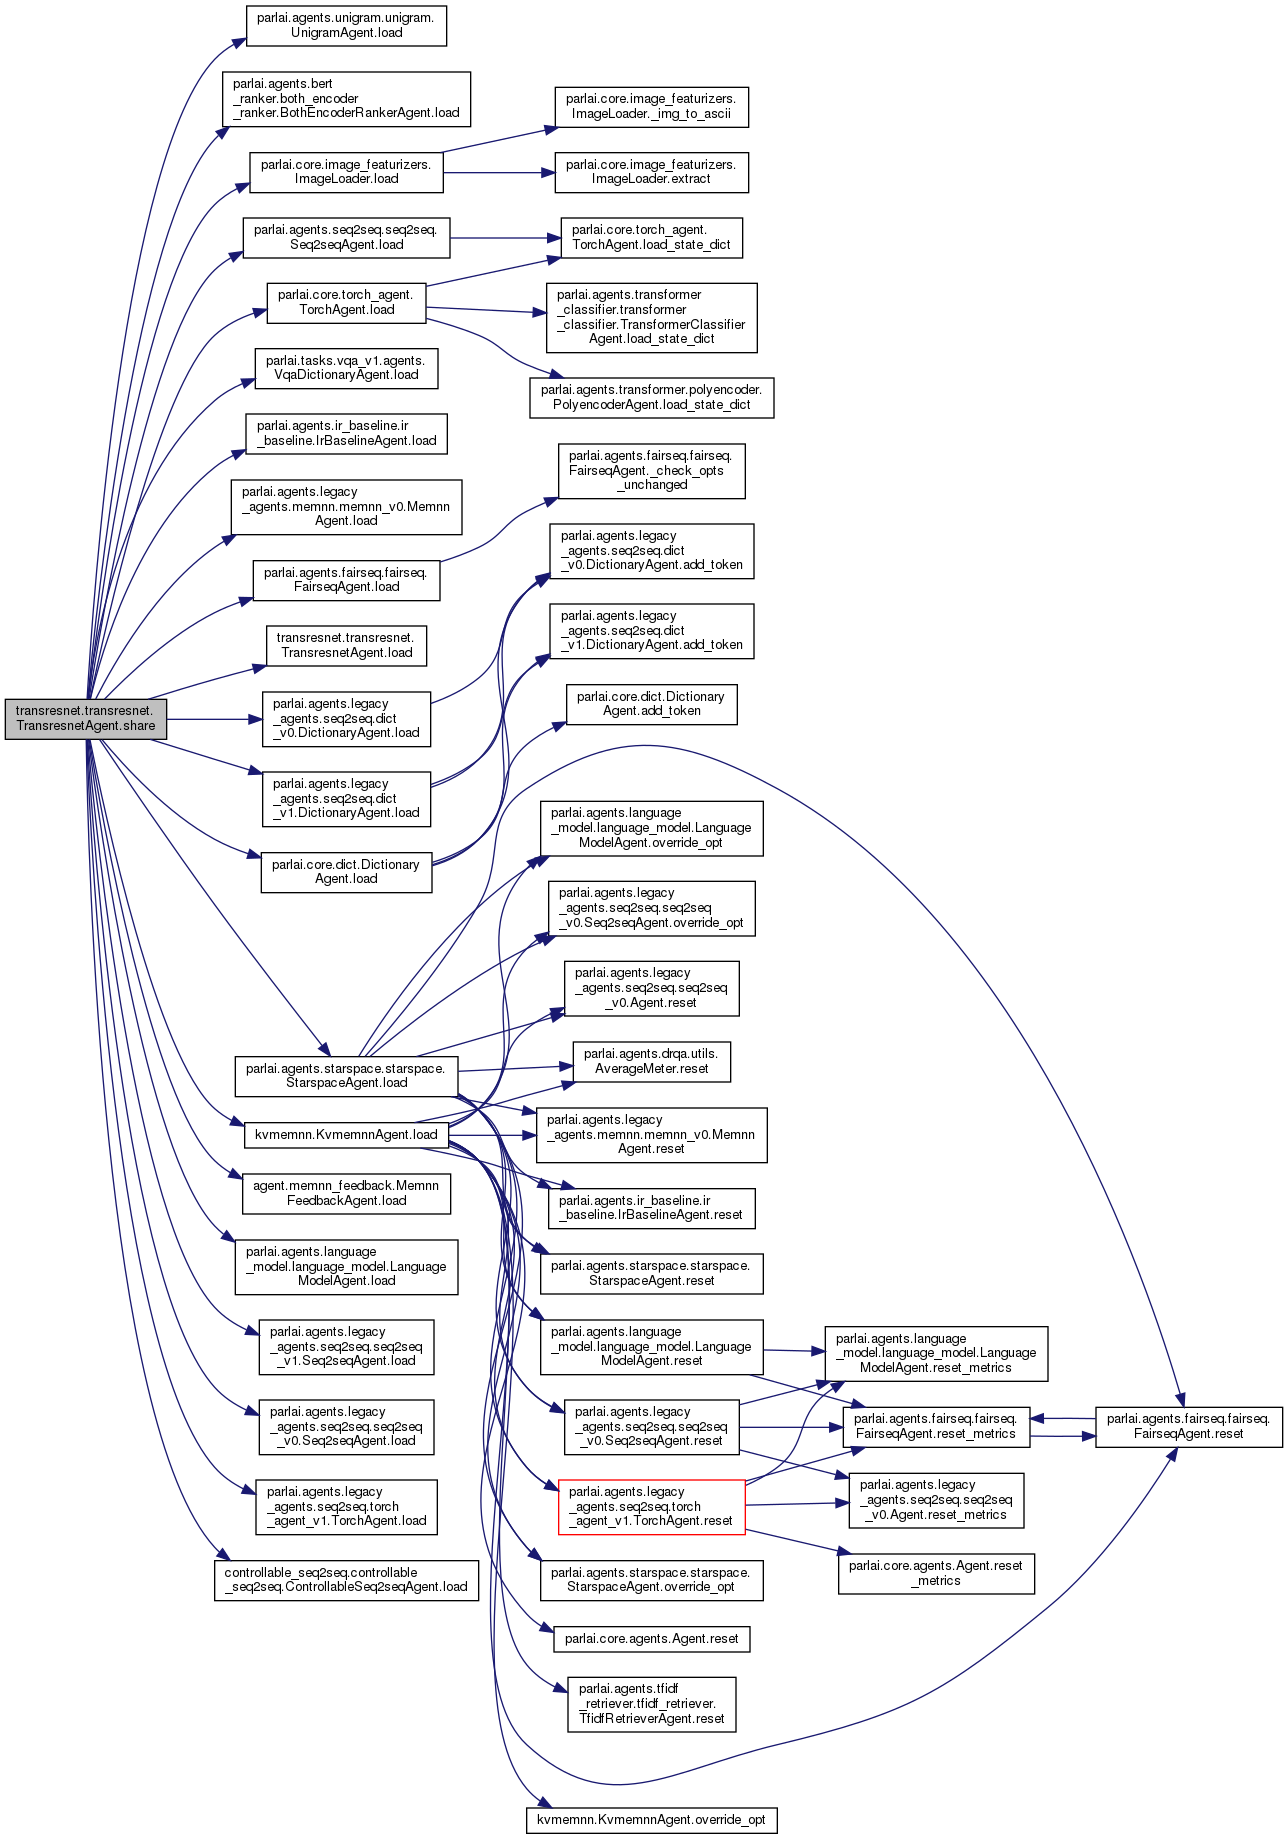 parlai.agents.unigram.unigram.
UnigramAgent.load
parlai.agents.bert
_ranker.both_encoder
_ranker.BothEncoderRankerAgent.load
parlai.core.image_featurizers.
ImageLoader.load
parlai.core.image_featurizers.
ImageLoader._img_to_ascii
parlai.core.image_featurizers.
ImageLoader.extract
parlai.agents.seq2seq.seq2seq.
Seq2seqAgent.load
parlai.core.torch_agent.
TorchAgent.load_state_dict
parlai.core.torch_agent.
TorchAgent.load
parlai.agents.transformer
_classifier.transformer
_classifier.TransformerClassifier
Agent.load_state_dict
parlai.tasks.vqa_v1.agents.
VqaDictionaryAgent.load
parlai.agents.transformer.polyencoder.
PolyencoderAgent.load_state_dict
parlai.agents.ir_baseline.ir
_baseline.IrBaselineAgent.load
parlai.agents.fairseq.fairseq.
FairseqAgent._check_opts
_unchanged
parlai.agents.legacy
_agents.memnn.memnn_v0.Memnn
Agent.load
parlai.agents.legacy
_agents.seq2seq.dict
_v0.DictionaryAgent.add_token
parlai.agents.fairseq.fairseq.
FairseqAgent.load
parlai.agents.legacy
_agents.seq2seq.dict
_v1.DictionaryAgent.add_token
transresnet.transresnet.
TransresnetAgent.load
transresnet.transresnet.
TransresnetAgent.share
parlai.agents.legacy
_agents.seq2seq.dict
_v0.DictionaryAgent.load
parlai.core.dict.Dictionary
Agent.add_token
parlai.agents.legacy
_agents.seq2seq.dict
_v1.DictionaryAgent.load
parlai.agents.language
_model.language_model.Language
ModelAgent.override_opt
parlai.core.dict.Dictionary
Agent.load
parlai.agents.legacy
_agents.seq2seq.seq2seq
_v0.Seq2seqAgent.override_opt
parlai.agents.legacy
_agents.seq2seq.seq2seq
_v0.Agent.reset
parlai.agents.starspace.starspace.
StarspaceAgent.load
parlai.agents.drqa.utils.
AverageMeter.reset
kvmemnn.KvmemnnAgent.load
parlai.agents.legacy
_agents.memnn.memnn_v0.Memnn
Agent.reset
agent.memnn_feedback.Memnn
FeedbackAgent.load
parlai.agents.ir_baseline.ir
_baseline.IrBaselineAgent.reset
parlai.agents.language
_model.language_model.Language
ModelAgent.load
parlai.agents.starspace.starspace.
StarspaceAgent.reset
parlai.agents.legacy
_agents.seq2seq.seq2seq
_v1.Seq2seqAgent.load
parlai.agents.language
_model.language_model.Language
ModelAgent.reset
parlai.agents.language
_model.language_model.Language
ModelAgent.reset_metrics
parlai.agents.legacy
_agents.seq2seq.seq2seq
_v0.Seq2seqAgent.load
parlai.agents.legacy
_agents.seq2seq.seq2seq
_v0.Seq2seqAgent.reset
parlai.agents.fairseq.fairseq.
FairseqAgent.reset_metrics
parlai.agents.fairseq.fairseq.
FairseqAgent.reset
parlai.agents.legacy
_agents.seq2seq.torch
_agent_v1.TorchAgent.load
parlai.agents.legacy
_agents.seq2seq.torch
_agent_v1.TorchAgent.reset
parlai.agents.legacy
_agents.seq2seq.seq2seq
_v0.Agent.reset_metrics
controllable_seq2seq.controllable
_seq2seq.ControllableSeq2seqAgent.load
parlai.agents.starspace.starspace.
StarspaceAgent.override_opt
parlai.core.agents.Agent.reset
_metrics
parlai.core.agents.Agent.reset
parlai.agents.tfidf
_retriever.tfidf_retriever.
TfidfRetrieverAgent.reset
kvmemnn.KvmemnnAgent.override_opt